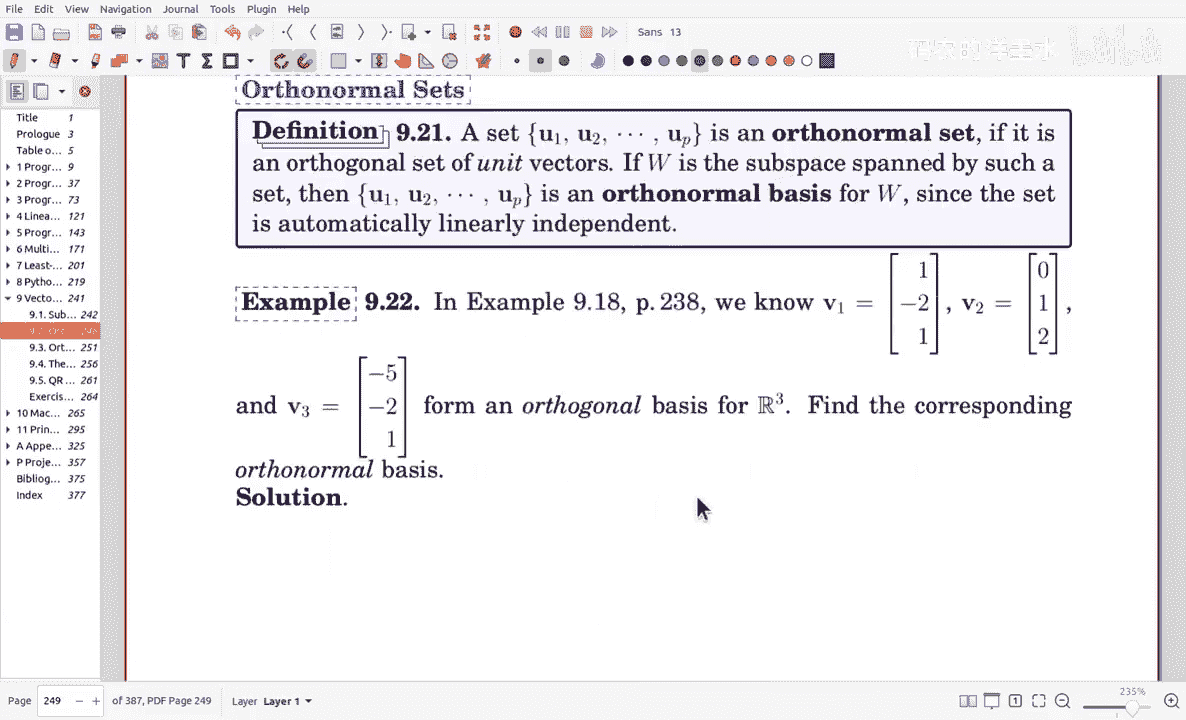 File Edit View Navigation Journal Tools Plugin Help
Sans 13
Title 1
Prologue 3
Table o... 5
1 Progr... 9
2 Progr... 37
3 Progr... 73
4 Linea... 121
5 Progr... 143
6 Multi... 171
7 Least-... 201
8 Pytho... 219
9 Vecto... 241
9.1. Sub... 242
9.3. Ort... 251
9.4. The... 256
9.5. QR ... 261
Exercis... 264
10 Mac... 265
11 Prin... 295
A Appe... 325
P Proje... 357
Bibliog... 375
Index 377
Orthonormal Sets
Definition 9.21. A set {u₁, u₂, ⋯ , uₚ} is an orthonormal set, if it is
an orthogonal set of unit vectors. If W is the subspace spanned by such a
set, then {u₁, u₂, ⋯ , uₚ} is an orthonormal basis for W, since the set
is automatically linearly independent.
Example 9.22. In Example 9.18, p. 238, we know v₁ = [1 −2 1], v₂ = [0 1 2],
and v₃ = [−5 −2 1] form an orthogonal basis for ℝ³. Find the corresponding
orthonormal basis.
Solution.
Page 249 − + of 387, PDF Page 249 Layer Layer 1 235%